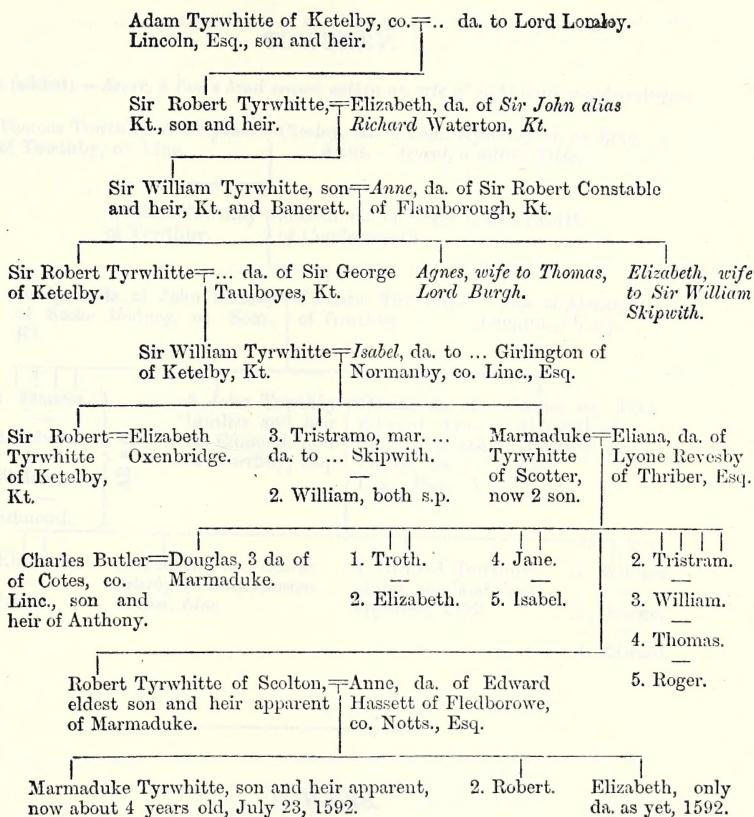 Adam Tyrwhitte of Ketelby, co.=.. da. to Lord Lomley.
Lincoln, Esq., son and heir.
Sir Robert Tyrwhitte,=Elizabeth, da. of Sir John alias
Kt., son and heir. Richard Waterton, Kt.
Sir William Tyrwhitte, son=Anne, da. of Sir Robert Constable
and heir, Kt. and Banerett. of Flamborough, Kt.
Sir Robert Tyrwhitte=... da. of Sir George
of Ketelby. Taulboyes, Kt.
Agnes, wife to Thomas,
Lord Burgh.
Elizabeth, wife
to Sir William
Skipwith.
Sir William Tyrwhitte=Isabel, da. to ... Girlington of
of Ketelby, Kt. Normanby, co. Linc., Esq.
Sir Robert=Elizabeth
Tyrwhitte Oxenbridge.
of Ketelby,
Kt.
3. Tristramo, mar. ...
da. to ... Skipwith.
2. William, both s.p.
Marmaduke=Eliana, da. of
Tyrwhitte Lyone Revesby
of Scotter, of Thriber, Esq.
now 2 son.
Charles Butler=Douglas, 3 da of
of Cotes, co. Marmaduke.
Linc., son and
heir of Anthony.
1. Troth.
2. Elizabeth.
4. Jane.
5. Isabel.
2. Tristram.
3. William.
4. Thomas.
5. Roger.
Robert Tyrwhitte of Scolton,=Anne, da. of Edward
eldest son and heir apparent Hassett of Fledborowe,
of Marmaduke. co. Notts., Esq.
Marmaduke Tyrwhitte, son and heir apparent,
now about 4 years old, July 23, 1592.
2. Robert.
Elizabeth, only
da. as yet, 1592.